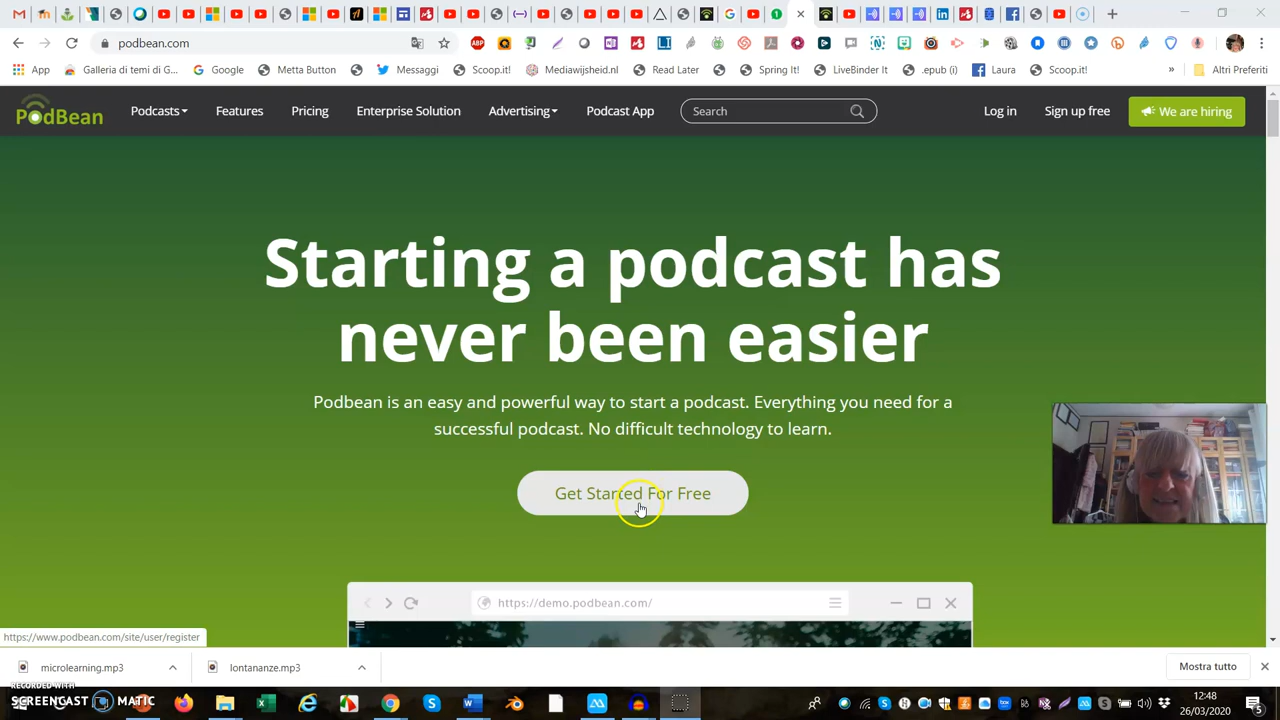 podbean.com
App
Galleria di temi di G...
Google
Metta Button
Messaggi
Scoop.it!
Mediawijsheid.nl
Read Later
Spring It!
LiveBinder It
.epub (i)
Laura
Scoop.it!
»
Altri Preferiti
PodBean
Podcasts
Features
Pricing
Enterprise Solution
Advertising
Podcast App
Search
Log in
Sign up free
We are hiring
Starting a podcast has
never been easier
Podbean is an easy and powerful way to start a podcast. Everything you need for a
successful podcast. No difficult technology to learn.
Get Started For Free
https://demo.podbean.com/
https://www.podbean.com/site/user/register
microlearning.mp3
lontananze.mp3
Mostra tutto
RECORDED WITH
SCREENCAST MATIC
12:48
26/03/2020
5